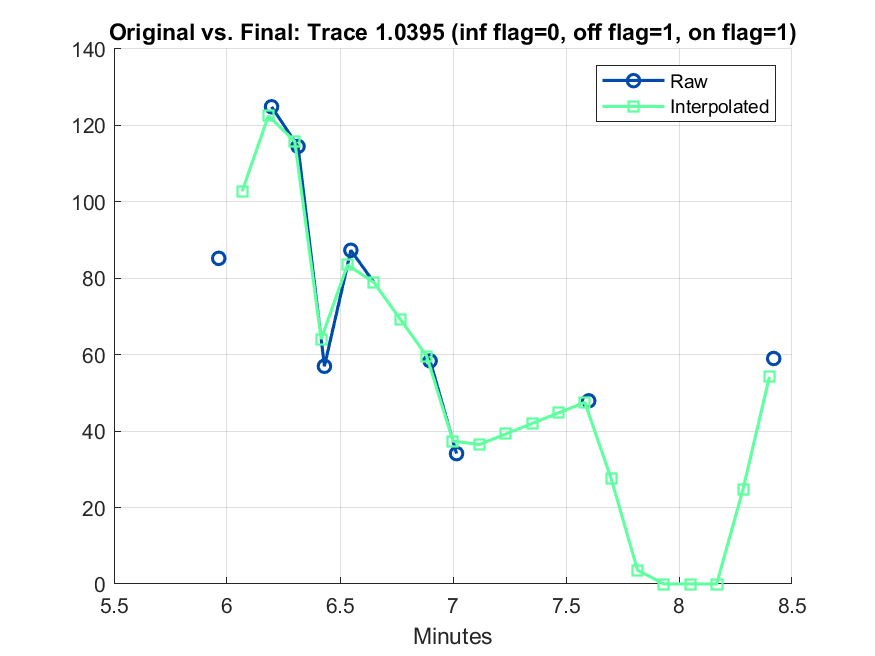 Original vs. Final: Trace 1.0395 (inf flag=0, off flag=1, on flag=1)
140
120
100
80
60
40
20
0
Raw
Interpolated
5.5 6 6.5 7 7.5 8 8.5
Minutes